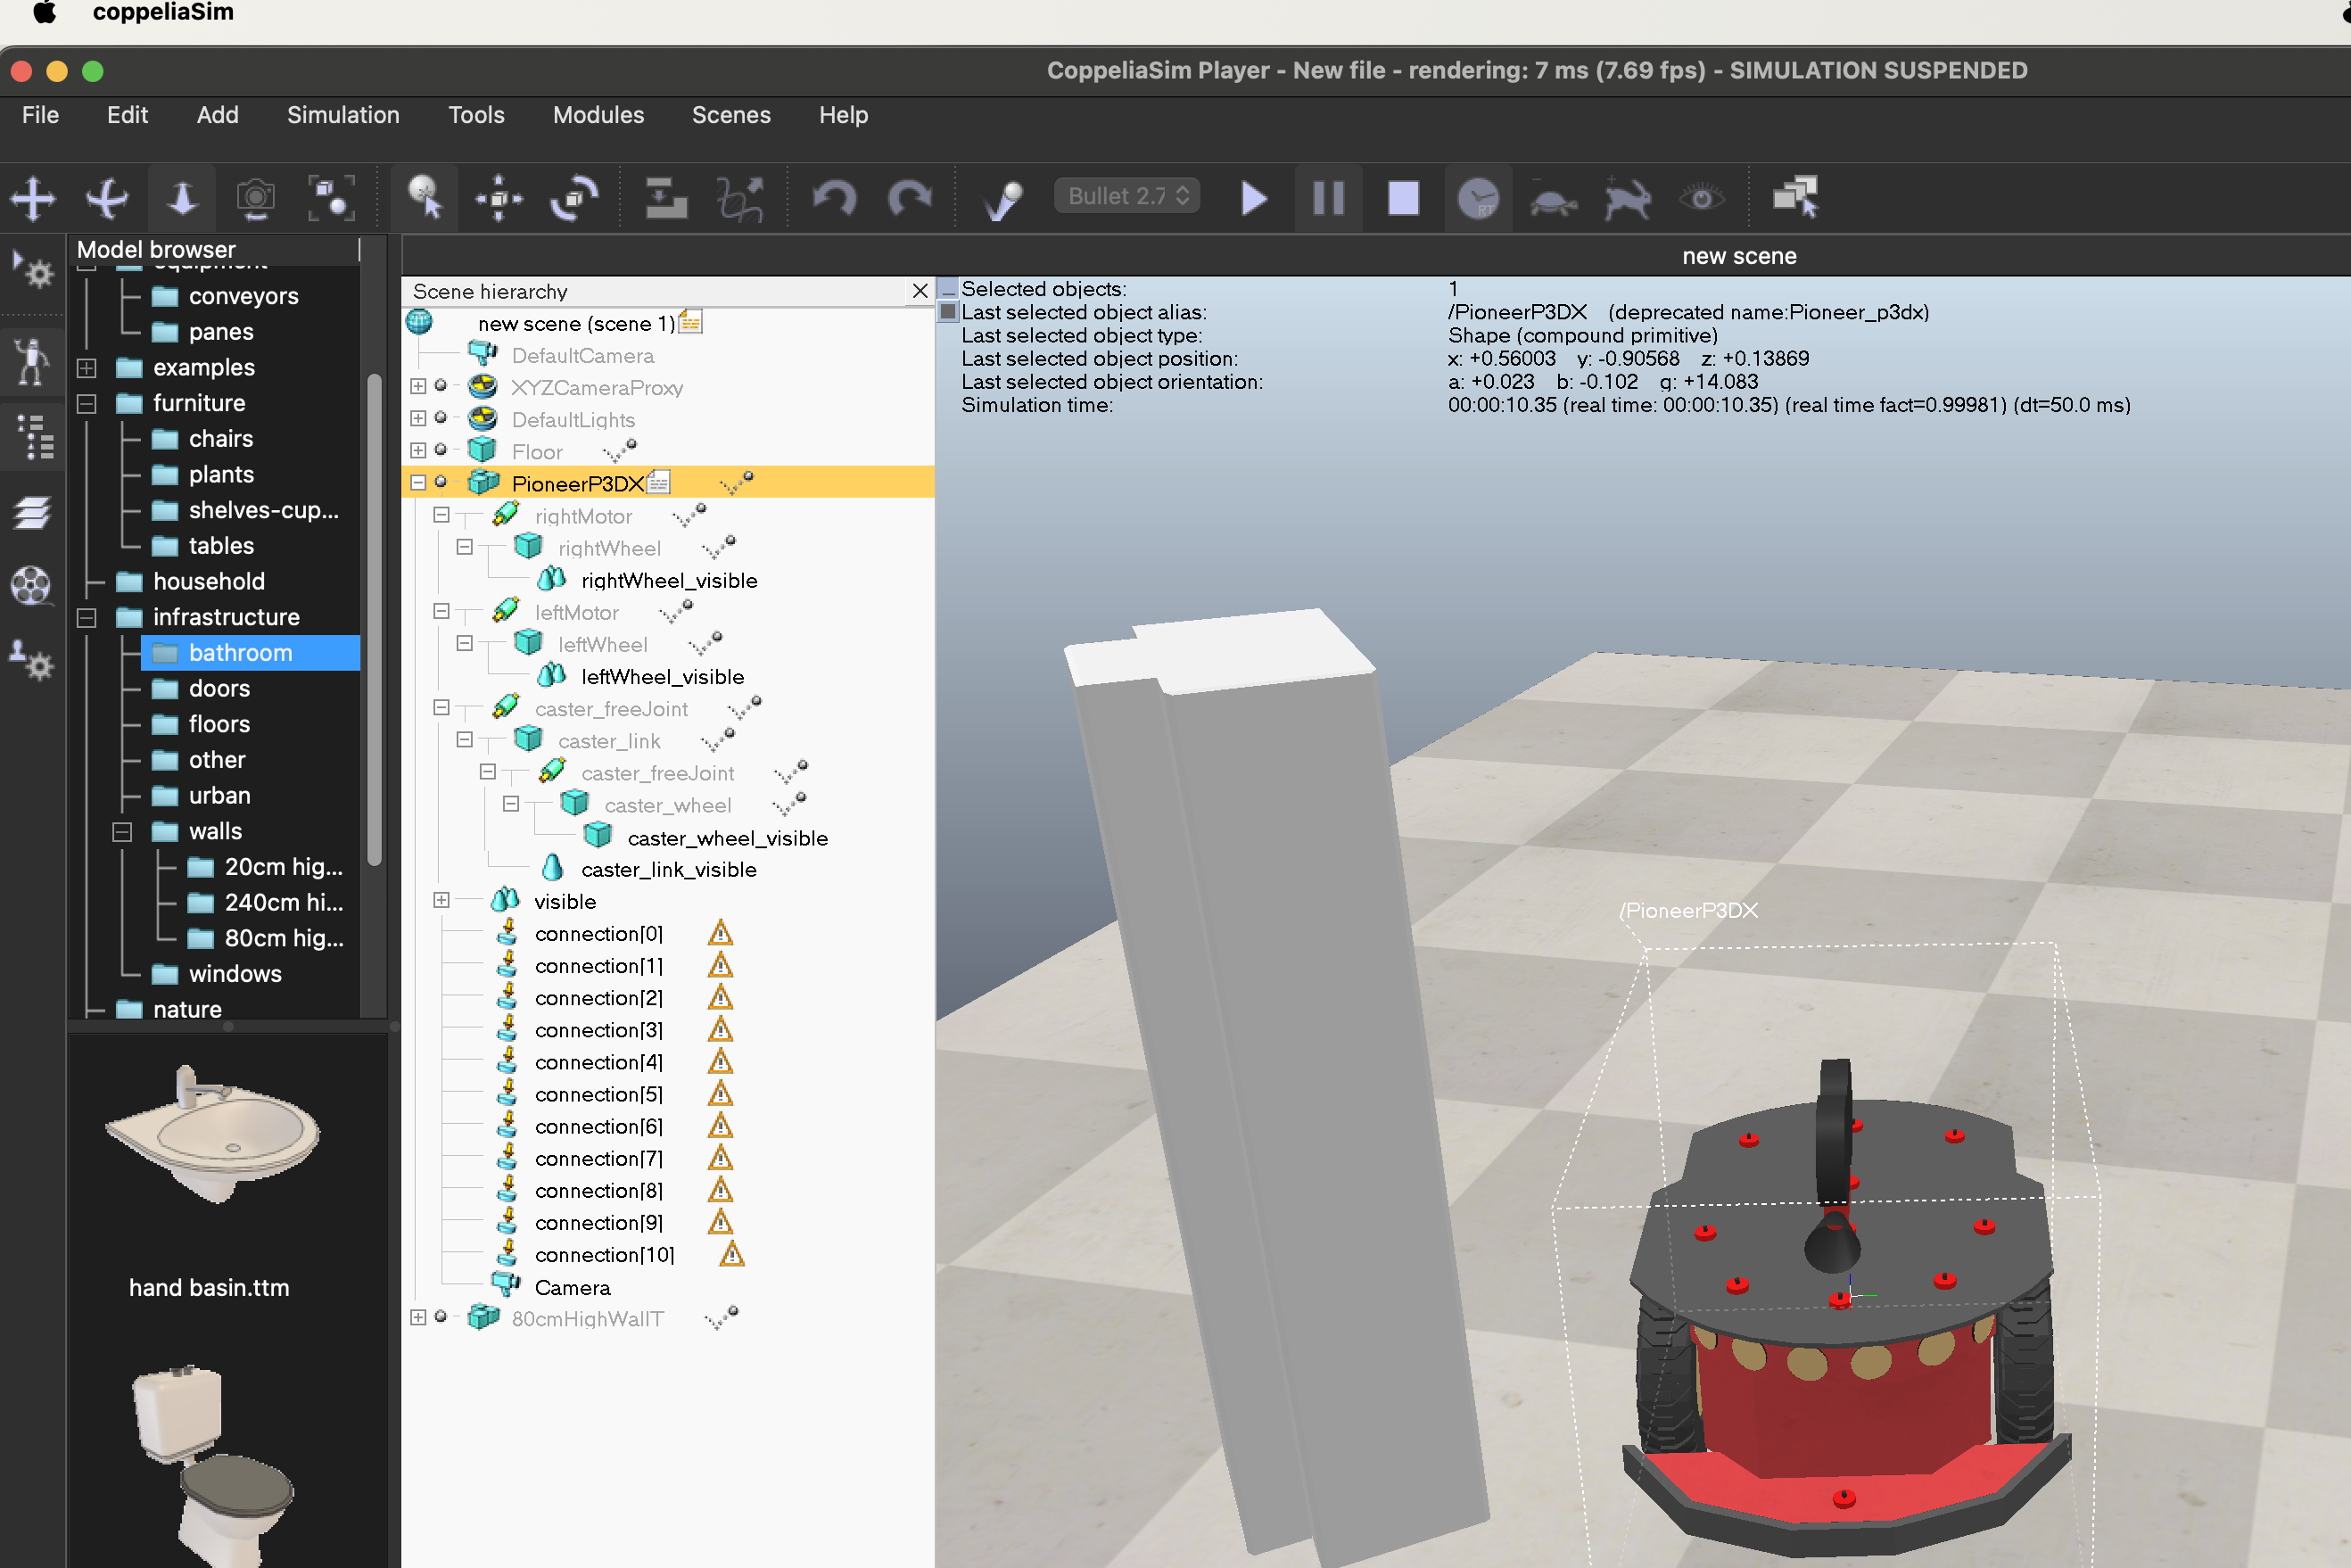 coppeliaSim
CoppeliaSim Player - New file - rendering: 7 ms (7.69 fps) - SIMULATION SUSPENDED
File Edit Add Simulation Tools Modules Scenes Help
Bullet 2.7
RT
Model browser
equipment
conveyors
panes
examples
furniture
chairs
plants
shelves-cup...
tables
household
infrastructure
bathroom
doors
floors
other
urban
walls
20cm hig...
240cm hi...
80cm hig...
windows
nature
hand basin.ttm
new scene
Scene hierarchy
new scene (scene 1)
DefaultCamera
XYZCameraProxy
DefaultLights
Floor
PioneerP3DX
rightMotor
rightWheel
rightWheel_visible
leftMotor
leftWheel
leftWheel_visible
caster_freeJoint
caster_link
caster_freeJoint
caster_wheel
caster_wheel_visible
caster_link_visible
visible
connection[0]
connection[1]
connection[2]
connection[3]
connection[4]
connection[5]
connection[6]
connection[7]
connection[8]
connection[9]
connection[10]
Camera
80cmHighWallT
Selected objects: 1
Last selected object alias: /PioneerP3DX (deprecated name:Pioneer_p3dx)
Last selected object type: Shape (compound primitive)
Last selected object position: x: +0.56003 y: -0.90568 z: +0.13869
Last selected object orientation: a: +0.023 b: -0.102 g: +14.083
Simulation time: 00:00:10.35 (real time: 00:00:10.35) (real time fact=0.99981) (dt=50.0 ms)
/PioneerP3DX